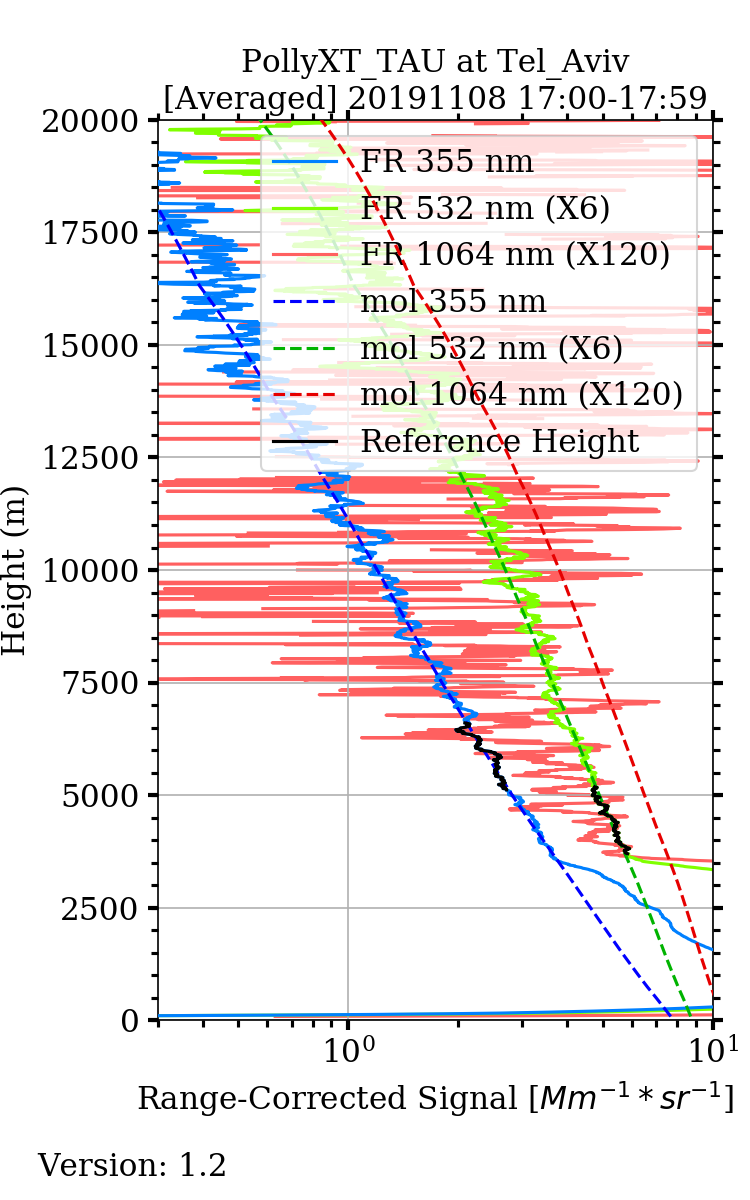 PollyXT_TAU at Tel_Aviv
[Averaged] 20191108 17:00-17:59
20000
17500
15000
12500
10000
7500
5000
2500
0
Height (m)
FR 355 nm
FR 532 nm (X6)
FR 1064 nm (X120)
mol 355 nm
mol 532 nm (X6)
mol 1064 nm (X120)
Reference Height
10⁰ 10¹
Range-Corrected Signal [Mm⁻¹ * sr⁻¹]
Version: 1.2